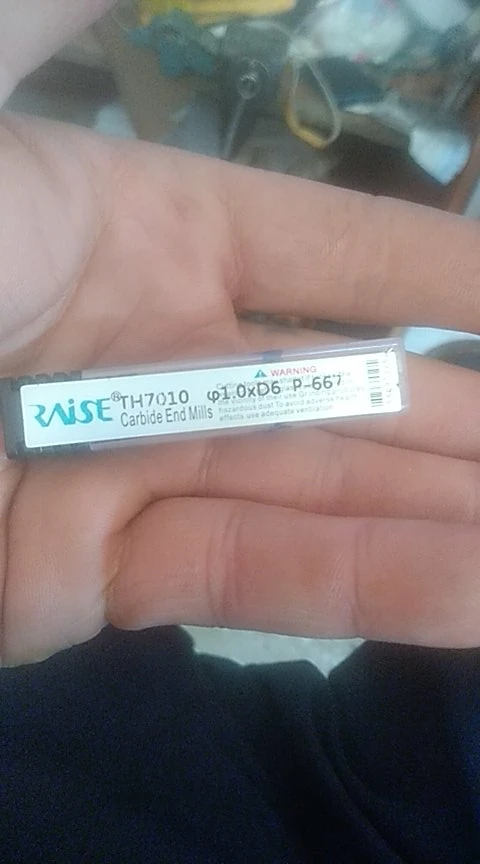 RAISE®
TH7010 φ1.0xD6 P-667
Carbide End Mills
WARNING
hazardous dust To avoid adverse health
effects use adequate ventilation